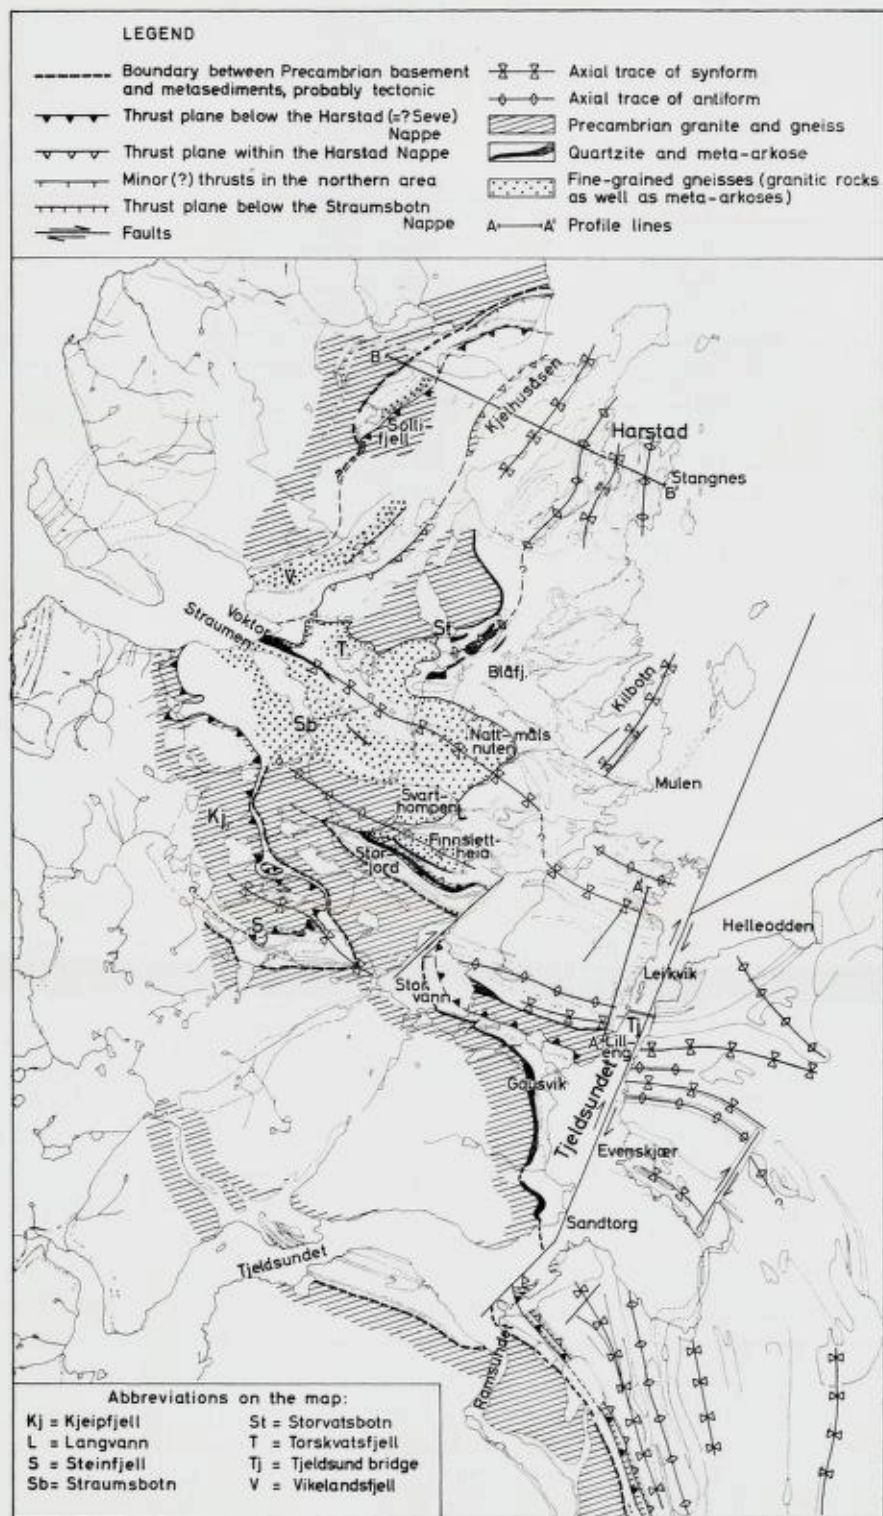 LEGEND
Boundary between Precambrian basement
and metasediments, probably tectonic
Thrust plane below the Harstad (=? Seve)
Nappe
Thrust plane within the Harstad Nappe
Minor (?) thrusts in the northern area
Thrust plane below the Straumsbotn
Nappe
Faults
Axial trace of synform
Axial trace of antiform
Precambrian granite and gneiss
Quartzite and meta-arkose
Fine-grained gneisses (granitic rocks
as well as meta-arkoses)
A A' Profile lines
B
Kjelhusåsen
Solli-
fjell
Harstad
Stangnes
B'
V
St
Voktor
Straumen
T
Blåfj.
Sb
Kilbotn
Natt-måls
nuten
Mulen
Svart-
hompen
L
Kj
Finnslett-
heia
Stor-
jord
A
S
Helleodden
Leikvik
Stor
vann
Tj
A'
Lill-
eng
Gausvik
Tjeldsundet
Evenskjær
Sandtorg
Tjeldsundet
Ramsundet
Abbreviations on the map:
Kj = Kjeipfjell
L = Langvann
S = Steinfjell
Sb = Straumsbotn
St = Storvatsbotn
T = Torskvatsfjell
Tj = Tjeldsund bridge
V = Vikelandsfjell